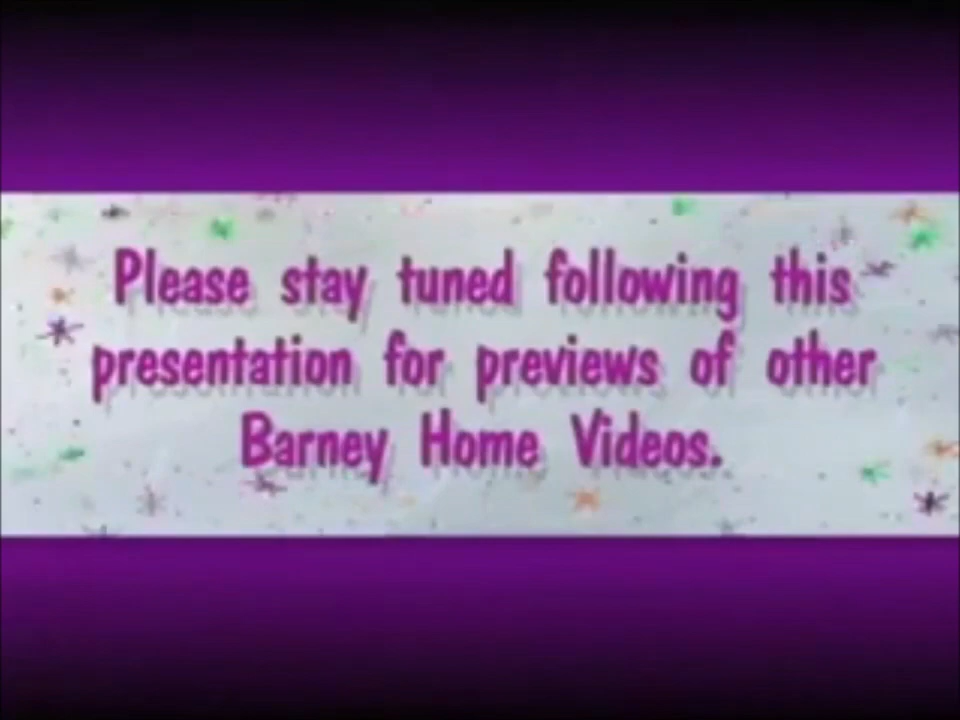 Please stay tuned following this
presentation for previews of other
Barney Home Videos.